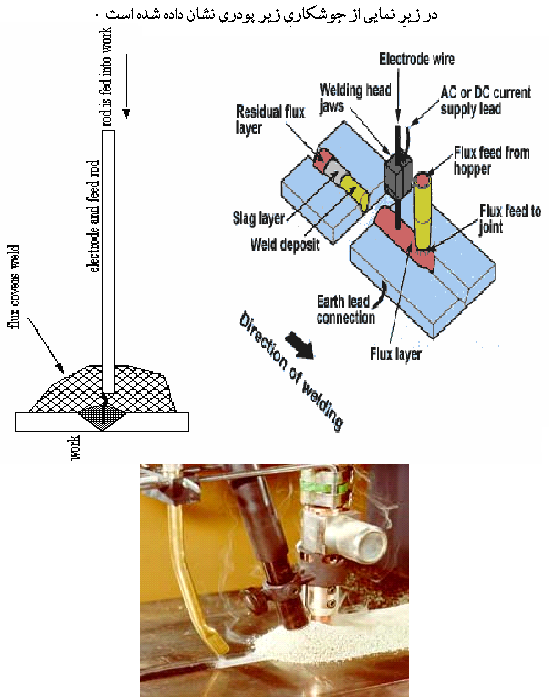 در زیر نمایی از جوشکاری زیر پودری نشان داده شده است .
rod is fed into work
electrode and feed rod
flux covers weld
work
Electrode wire
Welding head
jaws
AC or DC current
supply lead
Residual flux
layer
Flux feed from
hopper
Slag layer
Weld deposit
Flux feed to
joint
Earth lead
connection
Flux layer
Direction of welding